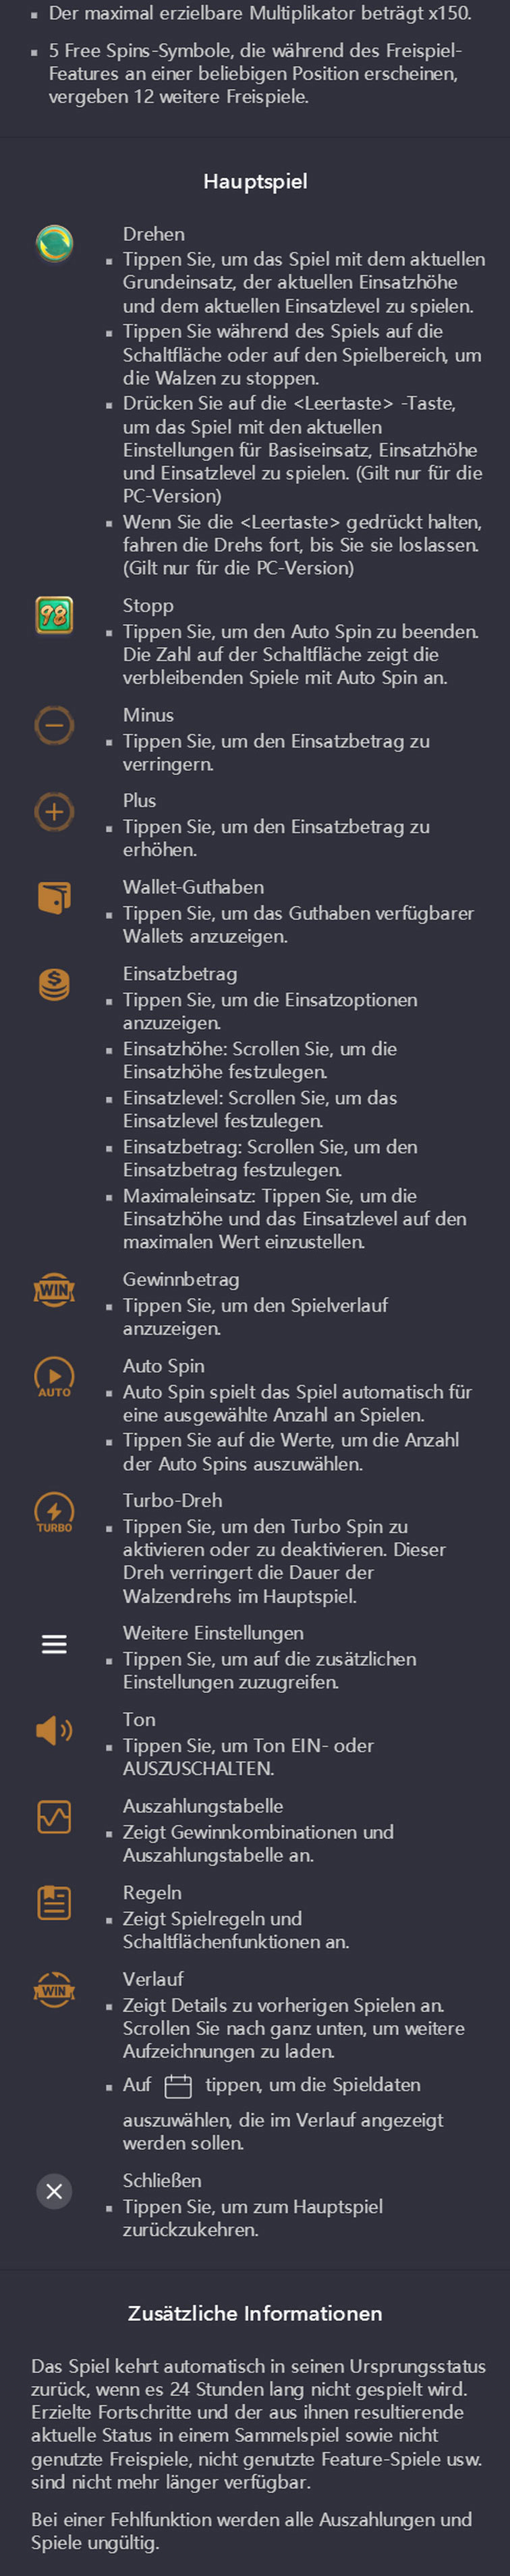 ▪ Der maximal erzielbare Multiplikator beträgt x150.
▪ 5 Free Spins-Symbole, die während des Freispiel-
Features an einer beliebigen Position erscheinen,
vergeben 12 weitere Freispiele.
Hauptspiel
Drehen
▪ Tippen Sie, um das Spiel mit dem aktuellen
Grundeinsatz, der aktuellen Einsatzhöhe
und dem aktuellen Einsatzlevel zu spielen.
▪ Tippen Sie während des Spiels auf die
Schaltfläche oder auf den Spielbereich, um
die Walzen zu stoppen.
▪ Drücken Sie auf die <Leertaste> -Taste,
um das Spiel mit den aktuellen
Einstellungen für Basiseinsatz, Einsatzhöhe
und Einsatzlevel zu spielen. (Gilt nur für die
PC-Version)
▪ Wenn Sie die <Leertaste> gedrückt halten,
fahren die Drehs fort, bis Sie sie loslassen.
(Gilt nur für die PC-Version)
98 Stopp
▪ Tippen Sie, um den Auto Spin zu beenden.
Die Zahl auf der Schaltfläche zeigt die
verbleibenden Spiele mit Auto Spin an.
Minus
▪ Tippen Sie, um den Einsatzbetrag zu
verringern.
Plus
▪ Tippen Sie, um den Einsatzbetrag zu
erhöhen.
Wallet-Guthaben
▪ Tippen Sie, um das Guthaben verfügbarer
Wallets anzuzeigen.
$ Einsatzbetrag
▪ Tippen Sie, um die Einsatzoptionen
anzuzeigen.
▪ Einsatzhöhe: Scrollen Sie, um die
Einsatzhöhe festzulegen.
▪ Einsatzlevel: Scrollen Sie, um das
Einsatzlevel festzulegen.
▪ Einsatzbetrag: Scrollen Sie, um den
Einsatzbetrag festzulegen.
▪ Maximaleinsatz: Tippen Sie, um die
Einsatzhöhe und das Einsatzlevel auf den
maximalen Wert einzustellen.
WIN Gewinnbetrag
▪ Tippen Sie, um den Spielverlauf
anzuzeigen.
Auto Spin
AUTO
▪ Auto Spin spielt das Spiel automatisch für
eine ausgewählte Anzahl an Spielen.
▪ Tippen Sie auf die Werte, um die Anzahl
der Auto Spins auszuwählen.
Turbo-Dreh
TURBO
▪ Tippen Sie, um den Turbo Spin zu
aktivieren oder zu deaktivieren. Dieser
Dreh verringert die Dauer der
Walzendrehs im Hauptspiel.
Weitere Einstellungen
▪ Tippen Sie, um auf die zusätzlichen
Einstellungen zuzugreifen.
Ton
▪ Tippen Sie, um Ton EIN- oder
AUSZUSCHALTEN.
Auszahlungstabelle
▪ Zeigt Gewinnkombinationen und
Auszahlungstabelle an.
Regeln
▪ Zeigt Spielregeln und
Schaltflächenfunktionen an.
WIN Verlauf
▪ Zeigt Details zu vorherigen Spielen an.
Scrollen Sie nach ganz unten, um weitere
Aufzeichnungen zu laden.
▪ Auf tippen, um die Spieldaten
auszuwählen, die im Verlauf angezeigt
werden sollen.
Schließen
▪ Tippen Sie, um zum Hauptspiel
zurückzukehren.
Zusätzliche Informationen
Das Spiel kehrt automatisch in seinen Ursprungsstatus
zurück, wenn es 24 Stunden lang nicht gespielt wird.
Erzielte Fortschritte und der aus ihnen resultierende
aktuelle Status in einem Sammelspiel sowie nicht
genutzte Freispiele, nicht genutzte Feature-Spiele usw.
sind nicht mehr länger verfügbar.
Bei einer Fehlfunktion werden alle Auszahlungen und
Spiele ungültig.